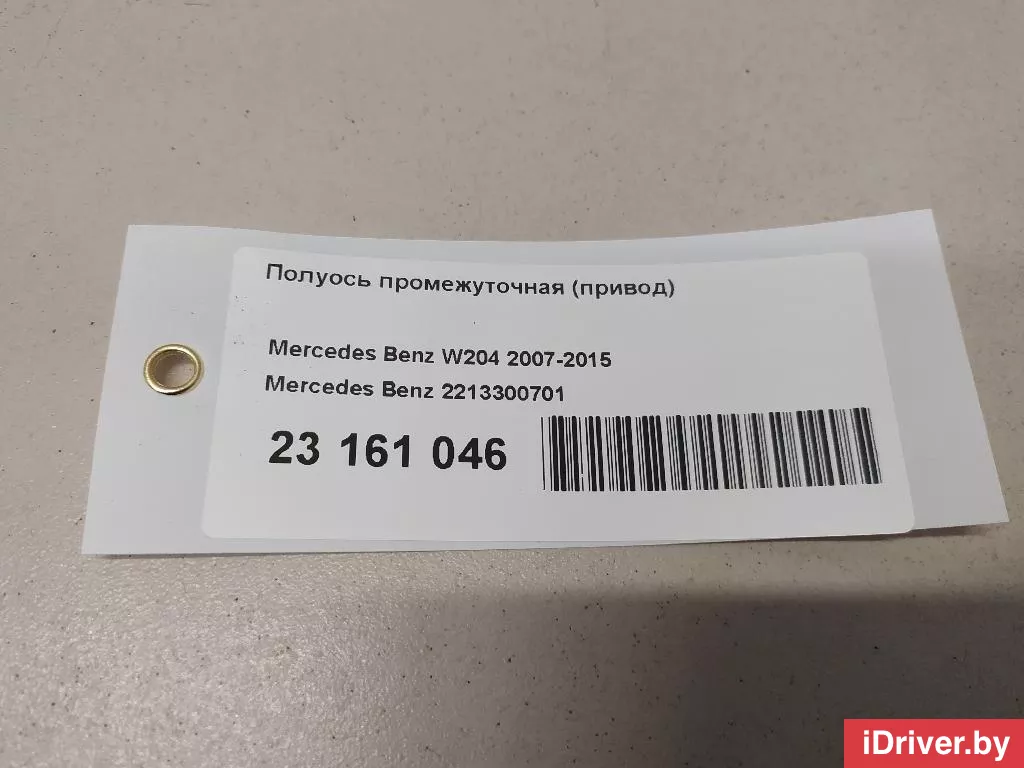 Полуось промежуточная (привод)
Mercedes Benz W204 2007-2015
Mercedes Benz 2213300701
23 161 046
iDriver.by